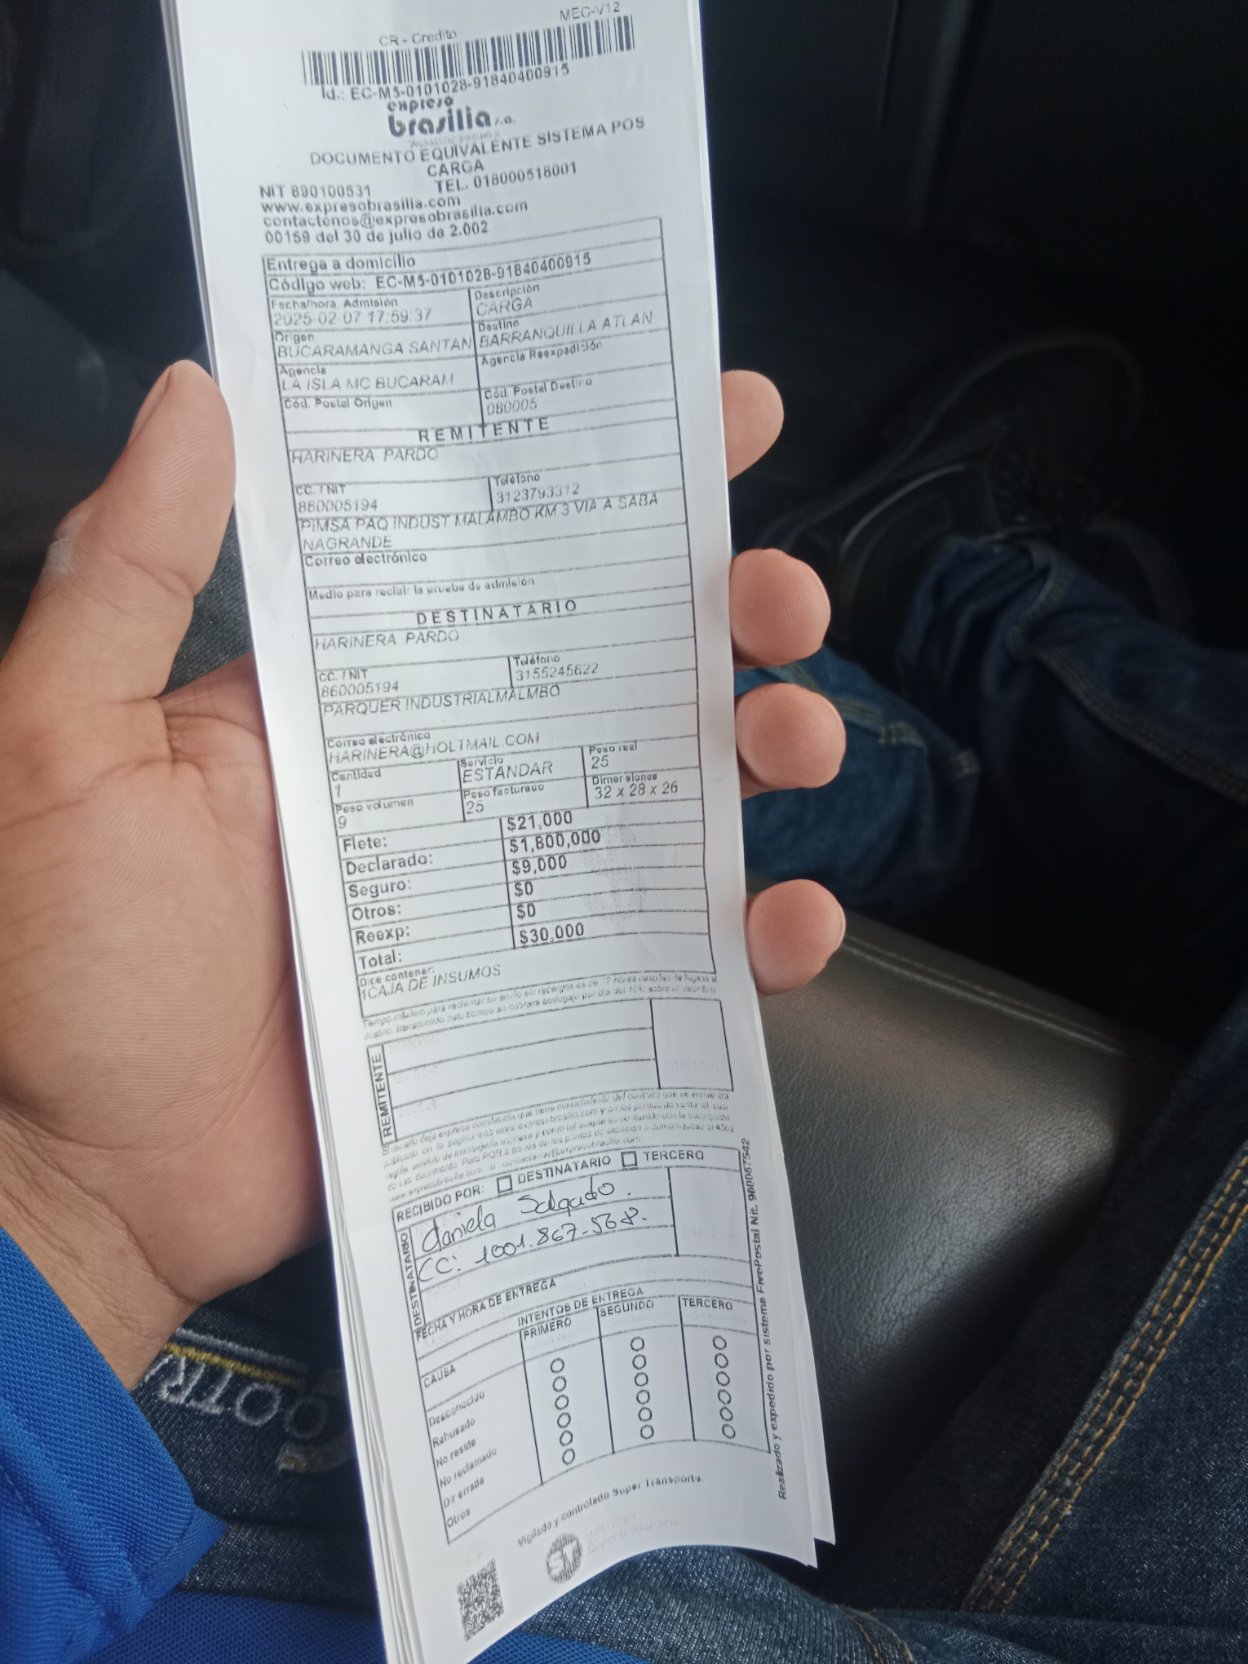 MEC-V12
CR - Credito
Id.: EC-M5-0101028-91840400915
expreso
brasilia s.a.
DOCUMENTO EQUIVALENTE SISTEMA POS
CARGA
NIT 890100531 TEL. 018000518001
www.expresobrasilia.com
contactenos@expresobrasilia.com
00159 del 30 de julio de 2.002
Entrega a domicilio
Código web: EC-M5-0101028-91840400915
Fecha/hora. Admisión Descripción
2025-02-07 17:59:37 CARGA
Origen Destino
BUCARAMANGA SANTAN BARRANQUILLA ATLAN
Agencia Agencia Reexpedición
LA ISLA MC BUCARAM
Cód. Postal Origen Cód. Postal Destino
080005
REMITENTE
HARINERA PARDO
CC. / NIT Teléfono
860005194 3123793312
PIMSA PAQ INDUST MALAMBO KM 3 VIA A SABA
NAGRANDE
Correo electrónico
Medio para recibir la prueba de admisión
DESTINATARIO
HARINERA PARDO
CC. / NIT Teléfono
860005194 3155245622
PARQUER INDUSTRIALMALMBO
Correo electrónico
HARINERA@HOLTMAIL.COM
Cantidad Servicio Peso real
1 ESTANDAR 25
Peso volumen Peso facturado Dimensiones
9 25 32 x 28 x 26
Flete: $21,000
Declarado: $1,800,000
Seguro: $9,000
Otros: $0
Reexp: $0
Total: $30,000
Dice contener:
1CAJA DE INSUMOS
REMITENTE
RECIBIDO POR: DESTINATARIO TERCERO
DESTINATARIO
daniela Salgado.
CC: 1001.867.568.
FECHA Y HORA DE ENTREGA
INTENTOS DE ENTREGA
CAUSA PRIMERO SEGUNDO TERCERO
Desconocido
Rehusado
No reside
No reclamado
Dir errada
Otros
Vigilado y controlado Super Transporte.
Realizado y expedido por sistema FivePostal Nit. 900087542